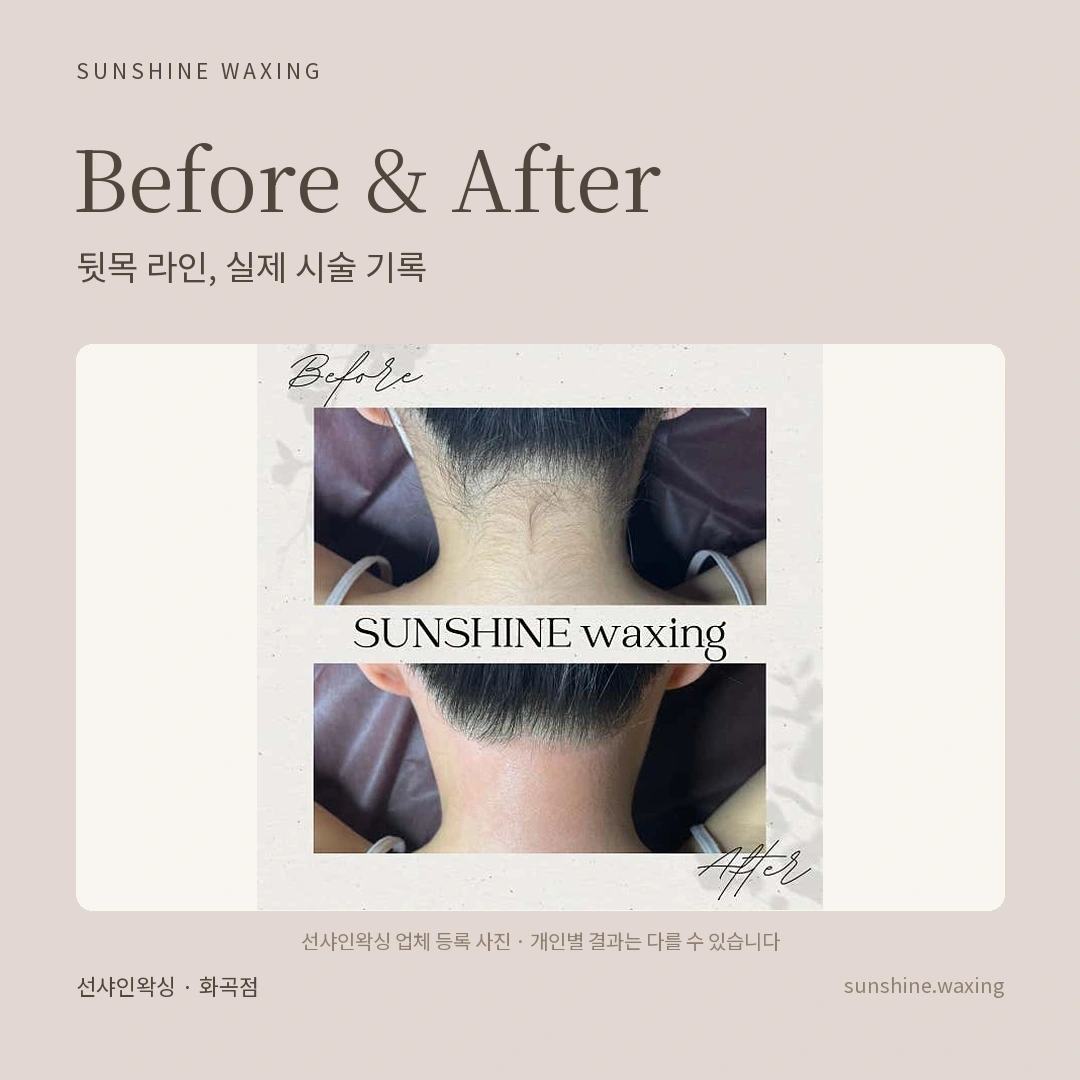 SUNSHINE WAXING
Before & After
뒷목 라인, 실제 시술 기록
Before
SUNSHINE waxing
After
선샤인왁싱 업체 등록 사진 · 개인별 결과는 다를 수 있습니다
선샤인왁싱 · 화곡점
sunshine.waxing